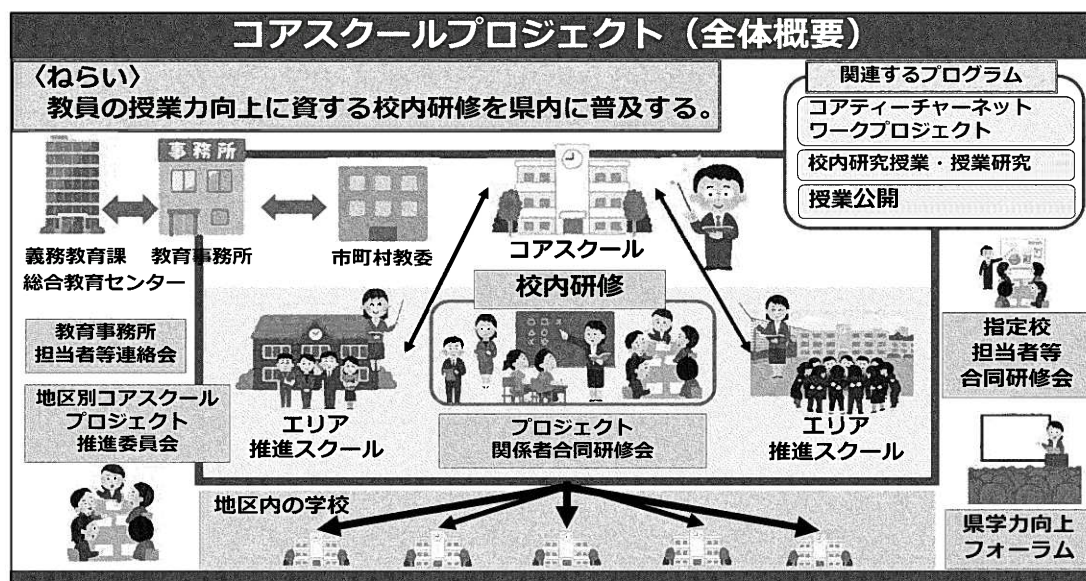 コアスクールプロジェクト（全体概要）
〈ねらい〉
教員の授業力向上に資する校内研修を県内に普及する。
関連するプログラム
コアティーチャーネット
ワークプロジェクト
校内研究授業・授業研究
授業公開
事務所
義務教育課
総合教育センター
教育事務所
市町村教委
コアスクール
校内研修
教育事務所
担当者等連絡会
地区別コアスクール
プロジェクト
推進委員会
エリア
推進スクール
プロジェクト
関係者合同研修会
エリア
推進スクール
指定校
担当者等
合同研修会
地区内の学校
県学力向上
フォーラム